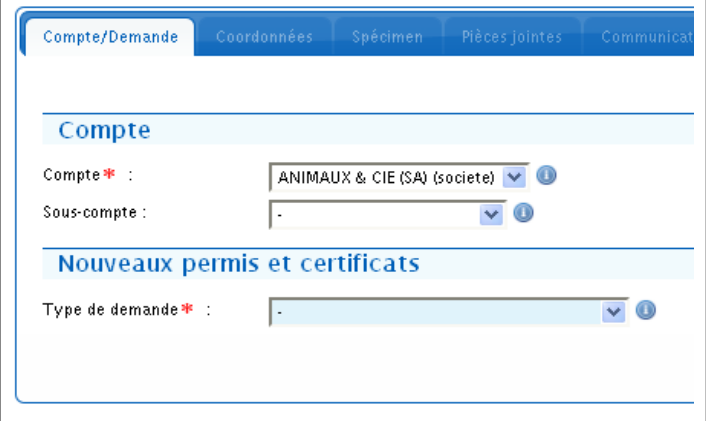 Compte/Demande Coordonnées Spécimen Pièces jointes
Compte
Compte* : ANIMAUX & CIE (SA) (societe)
Sous-compte : -
Nouveaux permis et certificats
Type de demande* : -